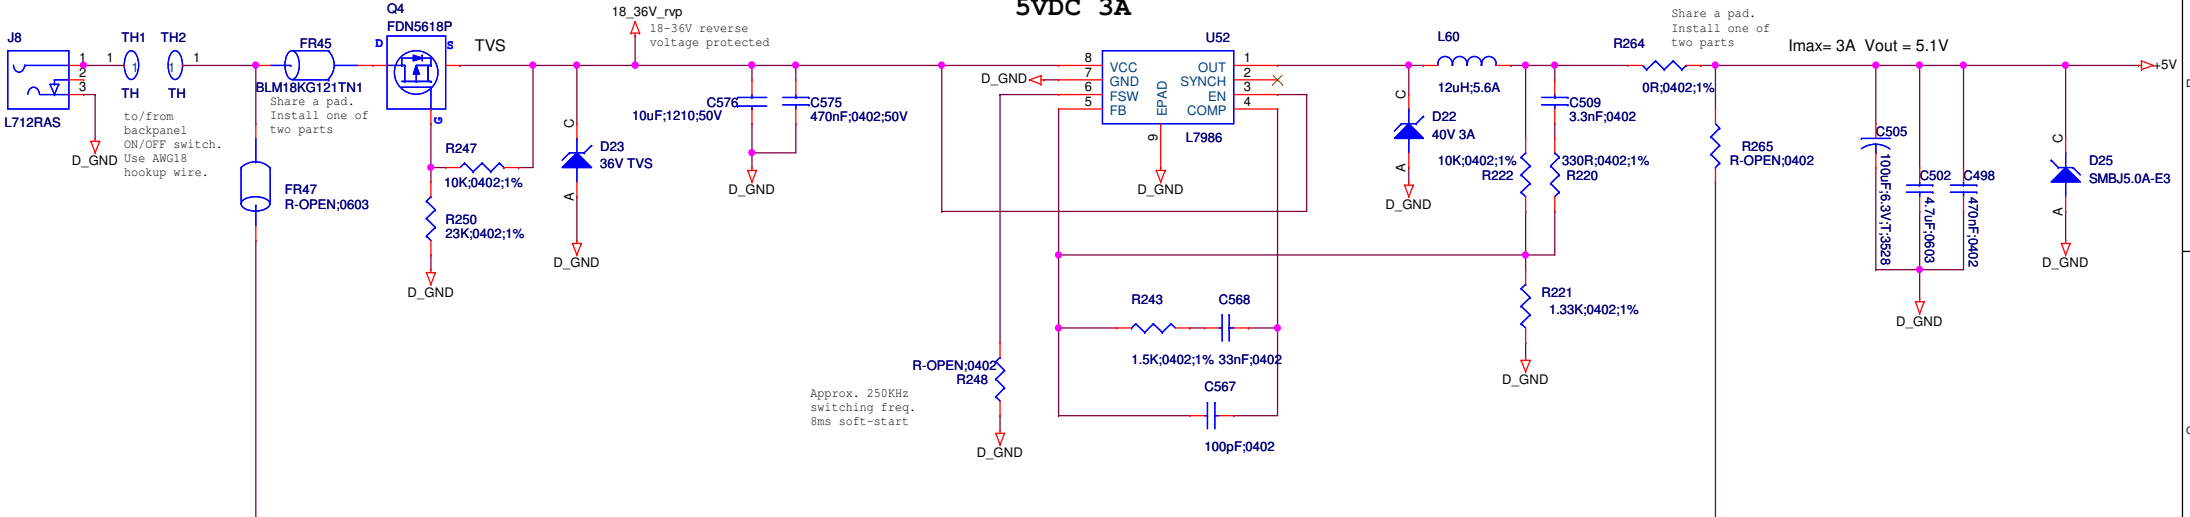 5VDC 3A
Q4
FDN5618P
D
S
G
TVS
18_36V_rvp
18-36V reverse
voltage protected
J8
1
2
3
L712RAS
D_GND
TH1
TH2
1
1
1
1
TH
TH
to/from
backpanel
ON/OFF switch.
Use AWG18
hookup wire.
FR45
BLM18KG121TN1
Share a pad.
Install one of
two parts
FR47
R-OPEN;0603
R247
10K;0402;1%
R250
23K;0402;1%
D_GND
C
D23
36V TVS
A
D_GND
C576
10uF;1210;50V
C575
470nF;0402;50V
D_GND
U52
8
7
6
5
VCC
GND
FSW
FB
EPAD
OUT
SYNCH
EN
COMP
1
2
3
4
9
L7986
D_GND
D_GND
R-OPEN;0402
R248
D_GND
Approx. 250KHz
switching freq.
8ms soft-start
R243
1.5K;0402;1%
C568
33nF;0402
C567
100pF;0402
C
D22
40V 3A
A
D_GND
L60
12uH;5.6A
C509
3.3nF;0402
10K;0402;1%
R222
330R;0402;1%
R220
R221
1.33K;0402;1%
D_GND
R264
0R;0402;1%
Share a pad.
Install one of
two parts
R265
R-OPEN;0402
Imax= 3A Vout = 5.1V
+5V
C505
100uF;6.3V;T;3528
C502
4.7uF;0603
C498
470nF;0402
D_GND
C
D25
SMBJ5.0A-E3
A
D_GND